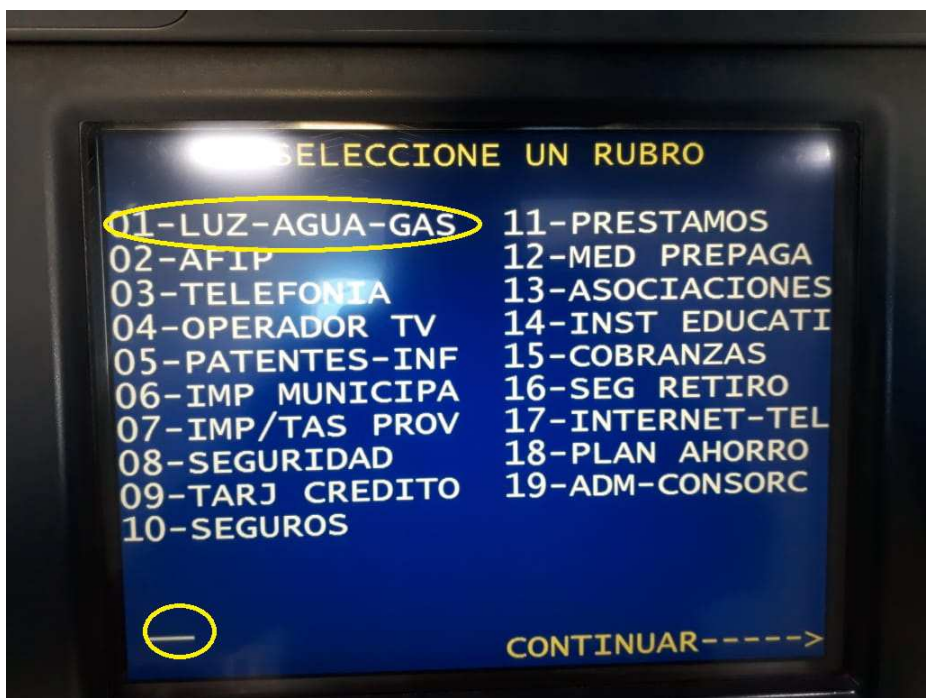 SELECCIONE UN RUBRO
01-LUZ-AGUA-GAS
02-AFIP
03-TELEFONIA
04-OPERADOR TV
05-PATENTES-INF
06-IMP MUNICIPA
07-IMP/TAS PROV
08-SEGURIDAD
09-TARJ CREDITO
10-SEGUROS
11-PRESTAMOS
12-MED PREPAGA
13-ASOCIACIONES
14-INST EDUCATI
15-COBRANZAS
16-SEG RETIRO
17-INTERNET-TEL
18-PLAN AHORRO
19-ADM-CONSORC
CONTINUAR----->